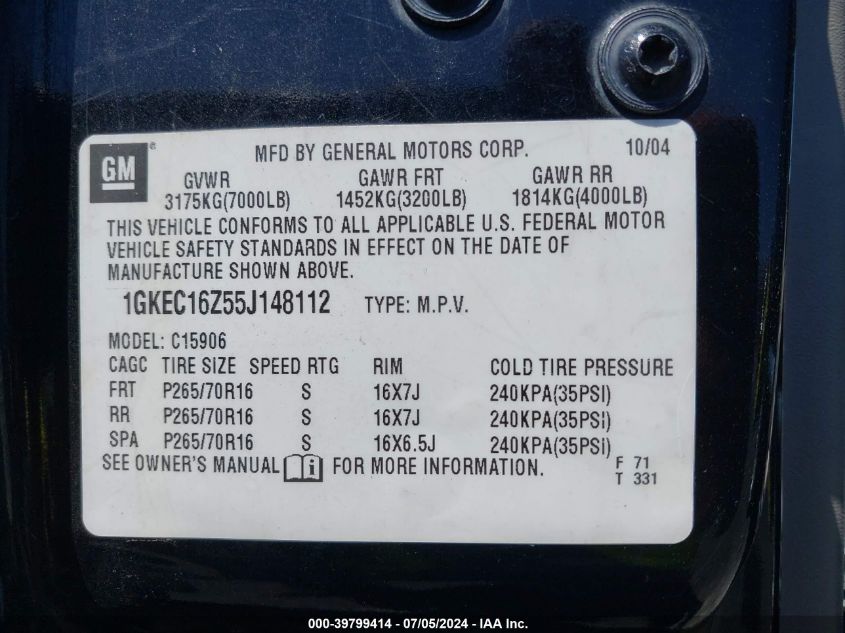 GM ® MFD BY GENERAL MOTORS CORP. 10/04
GVWR GAWR FRT GAWR RR
3175KG(7000LB) 1452KG(3200LB) 1814KG(4000LB)
THIS VEHICLE CONFORMS TO ALL APPLICABLE U.S. FEDERAL MOTOR
VEHICLE SAFETY STANDARDS IN EFFECT ON THE DATE OF
MANUFACTURE SHOWN ABOVE.
1GKEC16Z55J148112 TYPE: M.P.V.
MODEL: C15906
CAGC TIRE SIZE SPEED RTG RIM COLD TIRE PRESSURE
FRT P265/70R16 S 16X7J 240KPA(35PSI)
RR P265/70R16 S 16X7J 240KPA(35PSI)
SPA P265/70R16 S 16X6.5J 240KPA(35PSI)
SEE OWNER'S MANUAL i FOR MORE INFORMATION. F 71
T 331
000-39799414 - 07/05/2024 - IAA Inc.